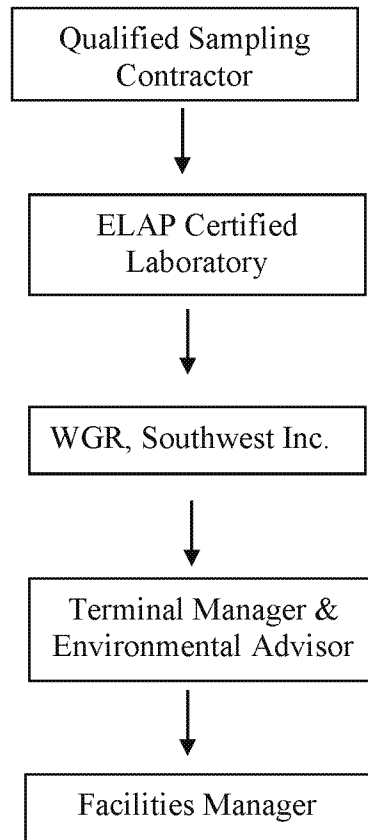 Qualified Sampling
Contractor
ELAP Certified
Laboratory
WGR, Southwest Inc.
Terminal Manager &
Environmental Advisor
Facilities Manager